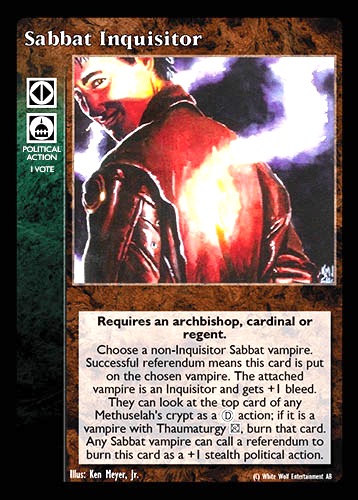 Sabbat Inquisitor
POLITICAL
ACTION
1 VOTE
Requires an archbishop, cardinal or
regent.
Choose a non-Inquisitor Sabbat vampire.
Successful referendum means this card is put
on the chosen vampire. The attached
vampire is an Inquisitor and gets +1 bleed.
They can look at the top card of any
Methuselah's crypt as a Ⓓ action; if it is a
vampire with Thaumaturgy, burn that card.
Any Sabbat vampire can call a referendum to
burn this card as a +1 stealth political action.
Illus: Ken Meyer, Jr.
(C) White Wolf Entertainment AB